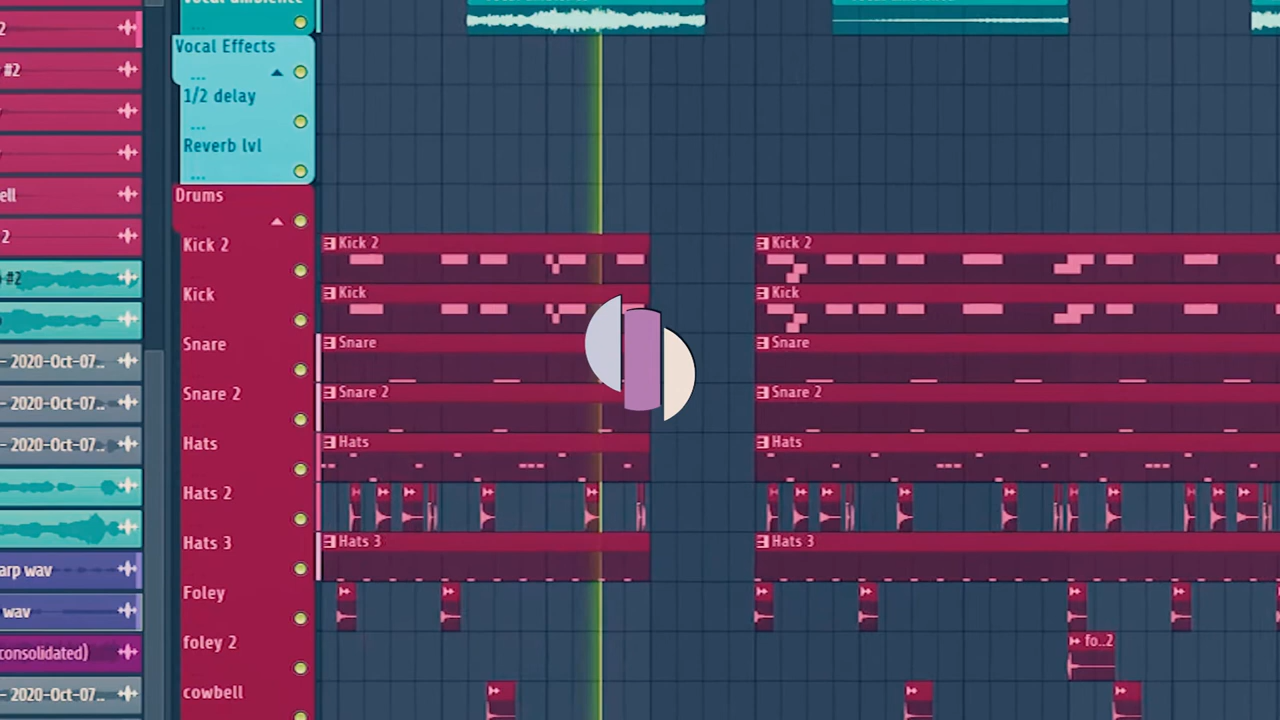 2
#2
ell
2
#2
- 2020-Oct-07..
- 2020-Oct-07..
- 2020-Oct-07..
arp wav
wav
consolidated)
- 2020-Oct-07..
Vocal ambience
...
Vocal Effects
...
1/2 delay
...
Reverb lvl
...
Drums
Kick 2
Kick
Snare
Snare 2
Hats
Hats 2
Hats 3
Foley
foley 2
cowbell
Kick 2
Kick 2
Kick
Kick
Snare
Snare
Snare 2
Snare 2
Hats
Hats
Hats 3
Hats 3
fo..2